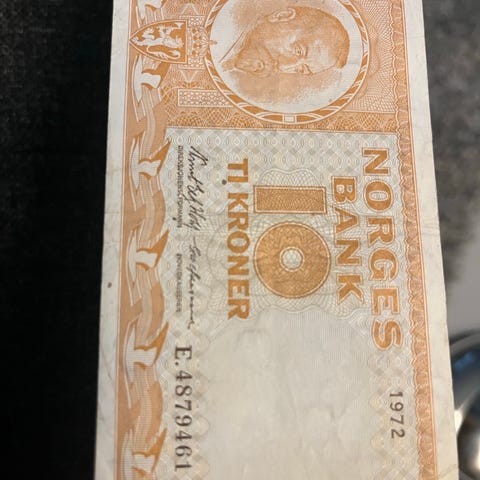 NORGES
BANK
1972
10
TI KRONER
E.4879461